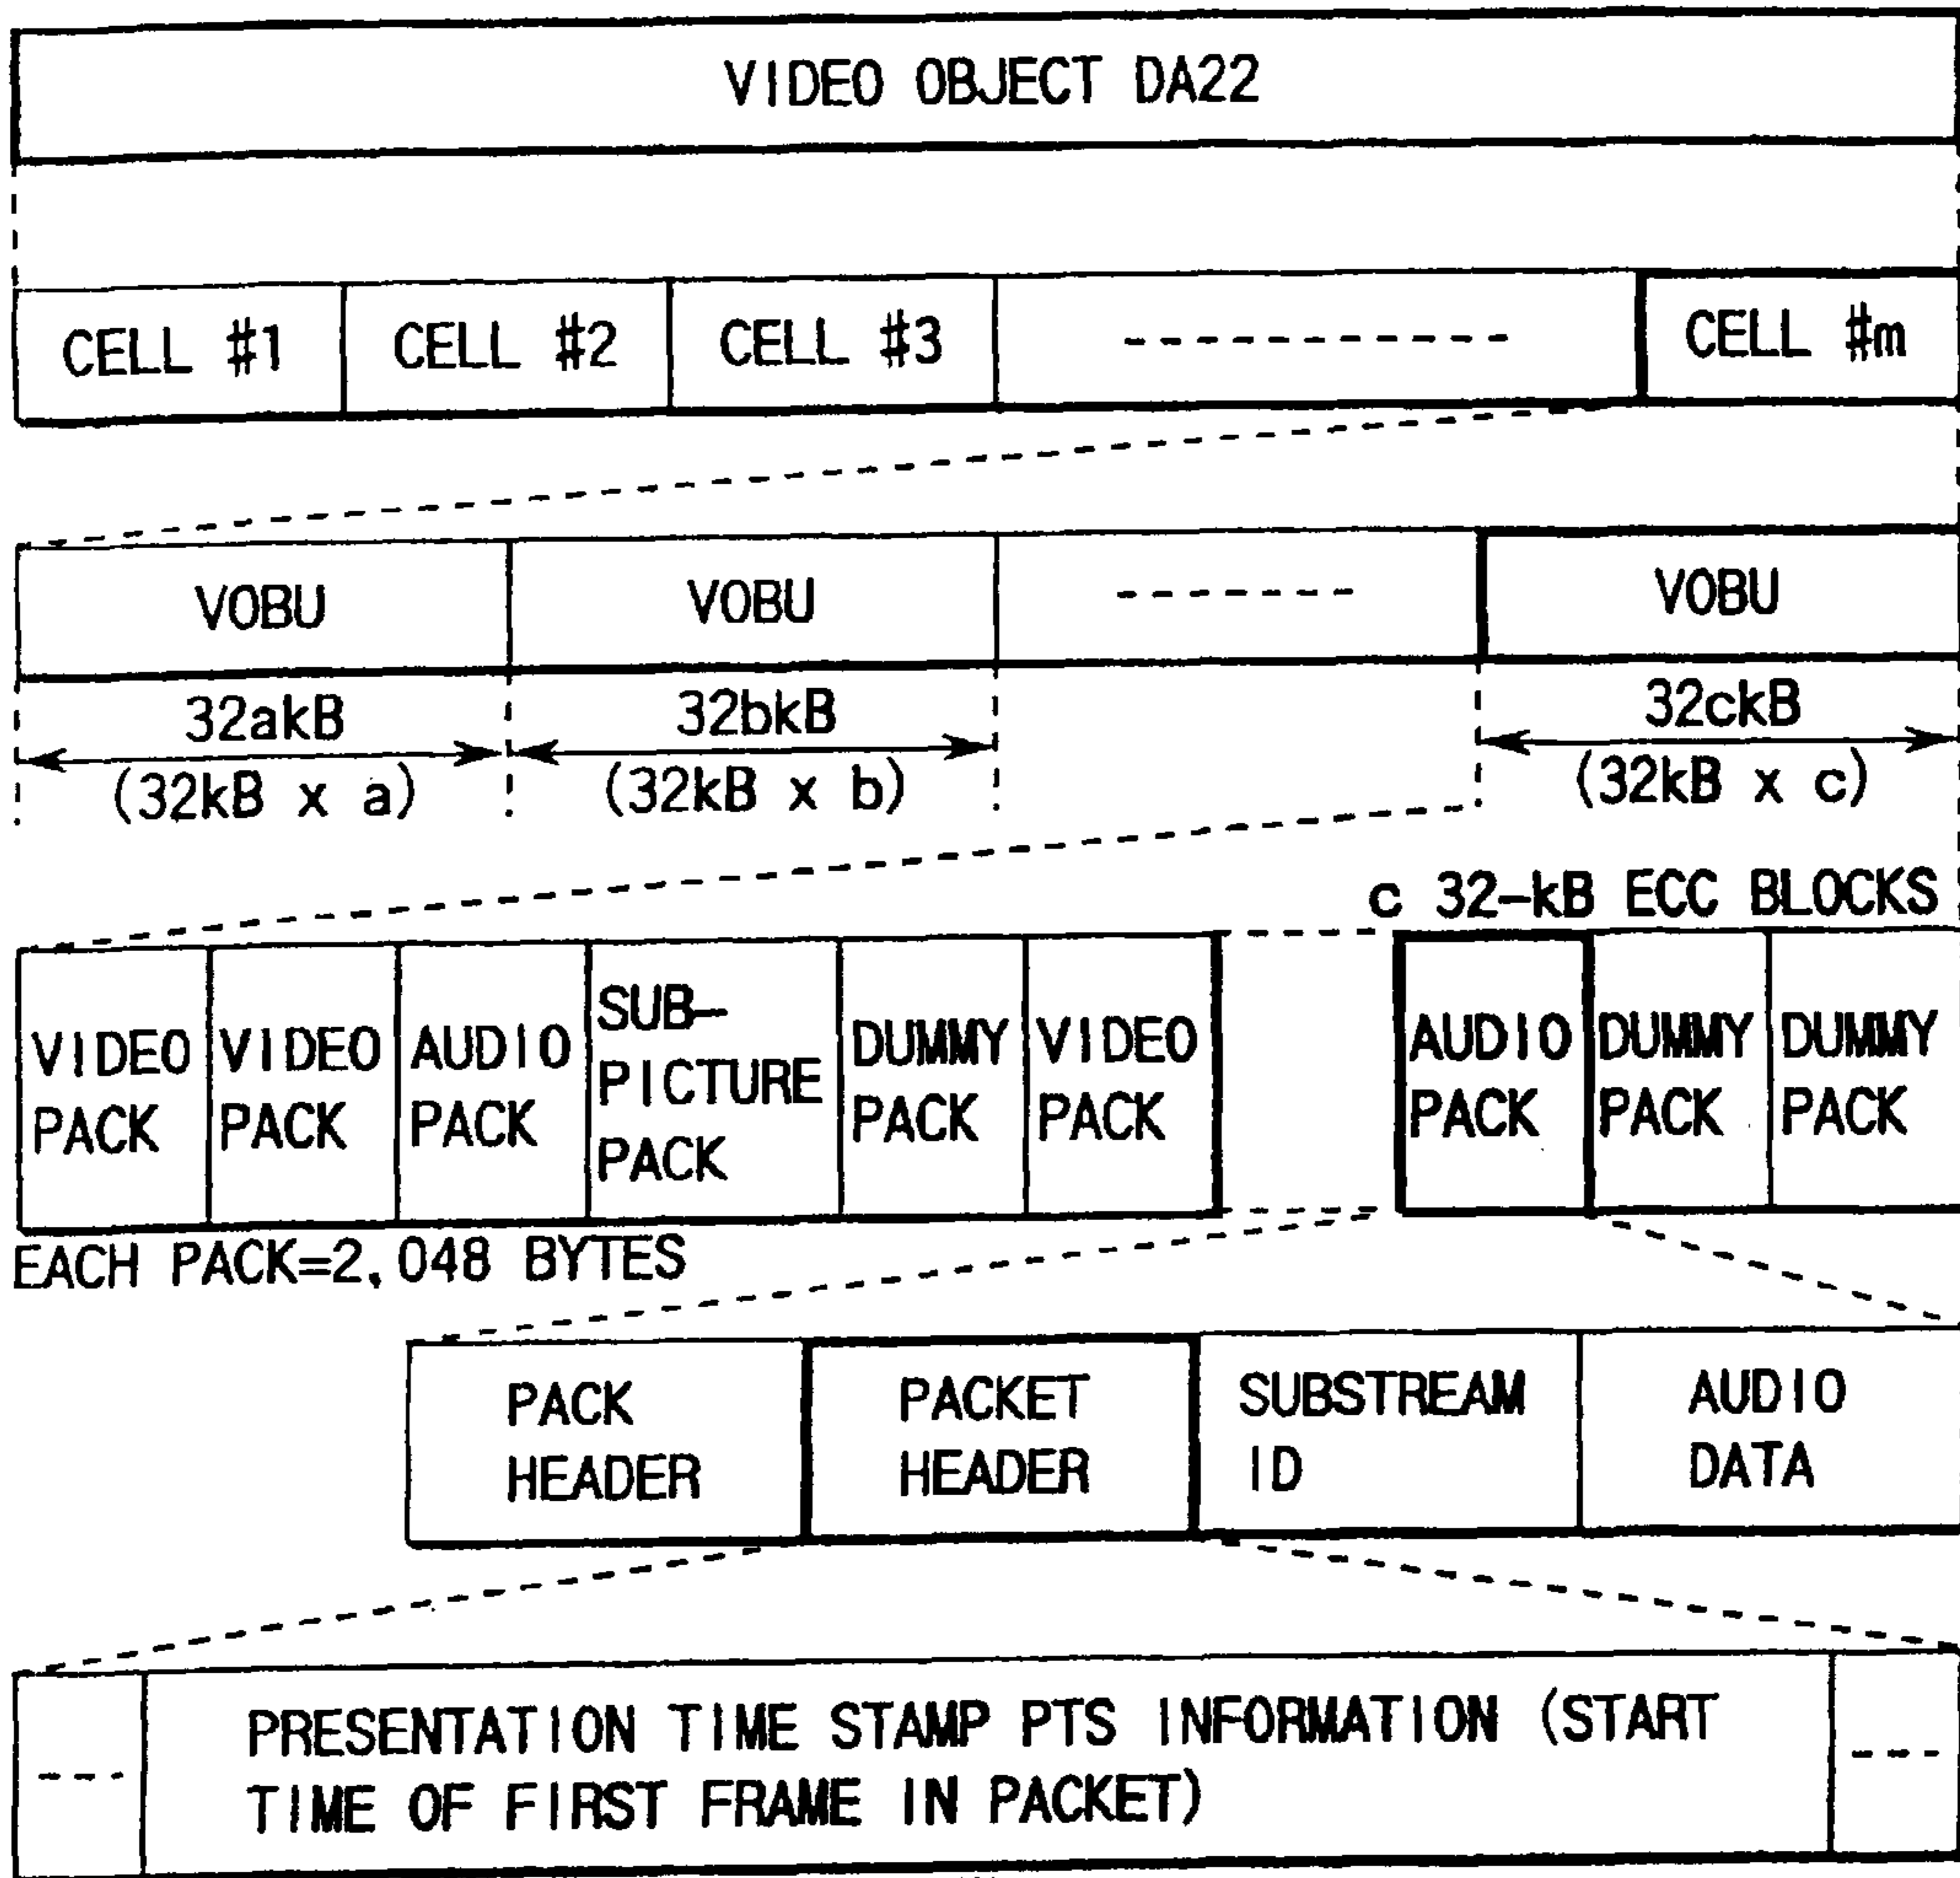 VIDEO OBJECT DA22
CELL #1 CELL #2 CELL #3 ----------- CELL #m
VOBU VOBU ------- VOBU
32akB 32bkB 32ckB
(32kB x a) (32kB x b) (32kB x c)
c 32-kB ECC BLOCKS
VIDEO
PACK
VIDEO
PACK
AUDIO
PACK
SUB-
PICTURE
PACK
DUMMY
PACK
VIDEO
PACK
AUDIO
PACK
DUMMY
PACK
DUMMY
PACK
EACH PACK=2,048 BYTES
PACK
HEADER
PACKET
HEADER
SUBSTREAM
ID
AUDIO
DATA
--- PRESENTATION TIME STAMP PTS INFORMATION (START ---
TIME OF FIRST FRAME IN PACKET)